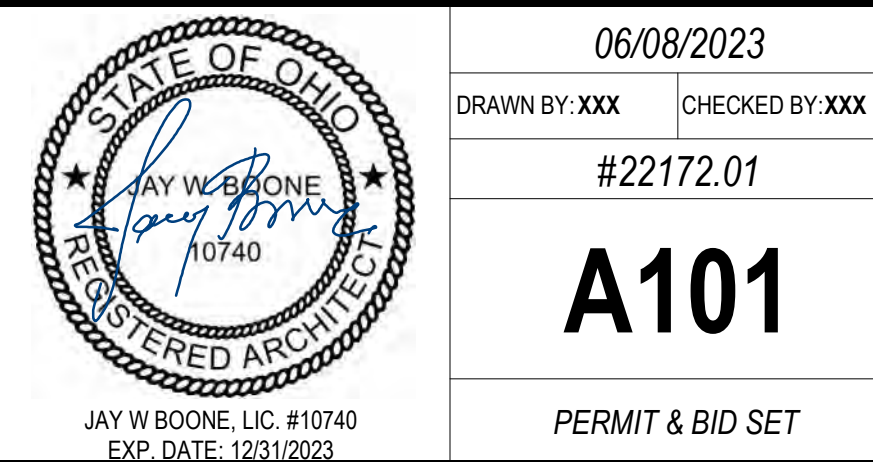 STATE OF OHIO
JAY W. BOONE
10740
REGISTERED ARCHITECT
JAY W BOONE, LIC. #10740
EXP. DATE: 12/31/2023
06/08/2023
DRAWN BY: XXX CHECKED BY: XXX
#22172.01
A101
PERMIT & BID SET